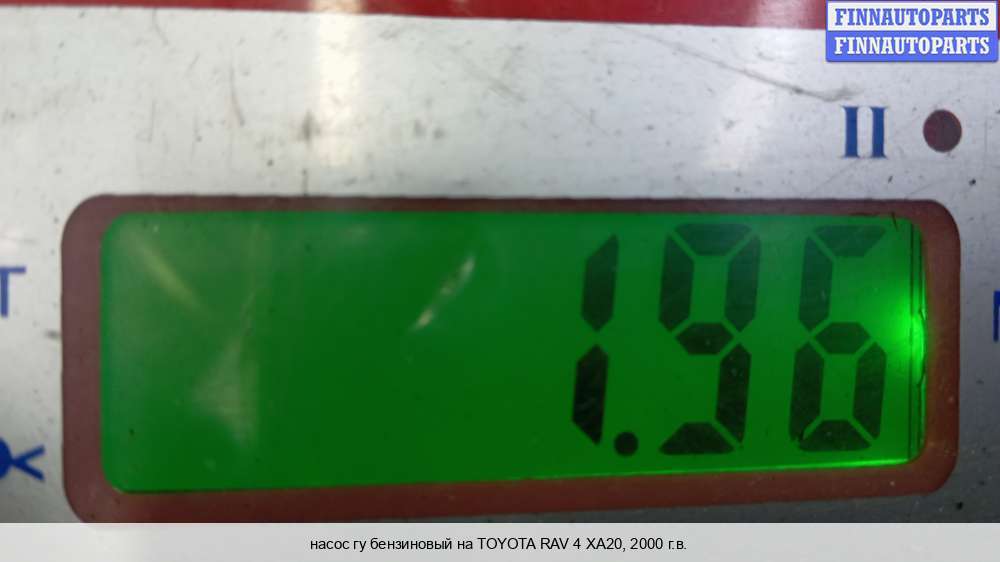 FINNAUTOPARTS
FINNAUTOPARTS
II
T
1.96
насос гу бензиновый на TOYOTA RAV 4 XA20, 2000 г.в.